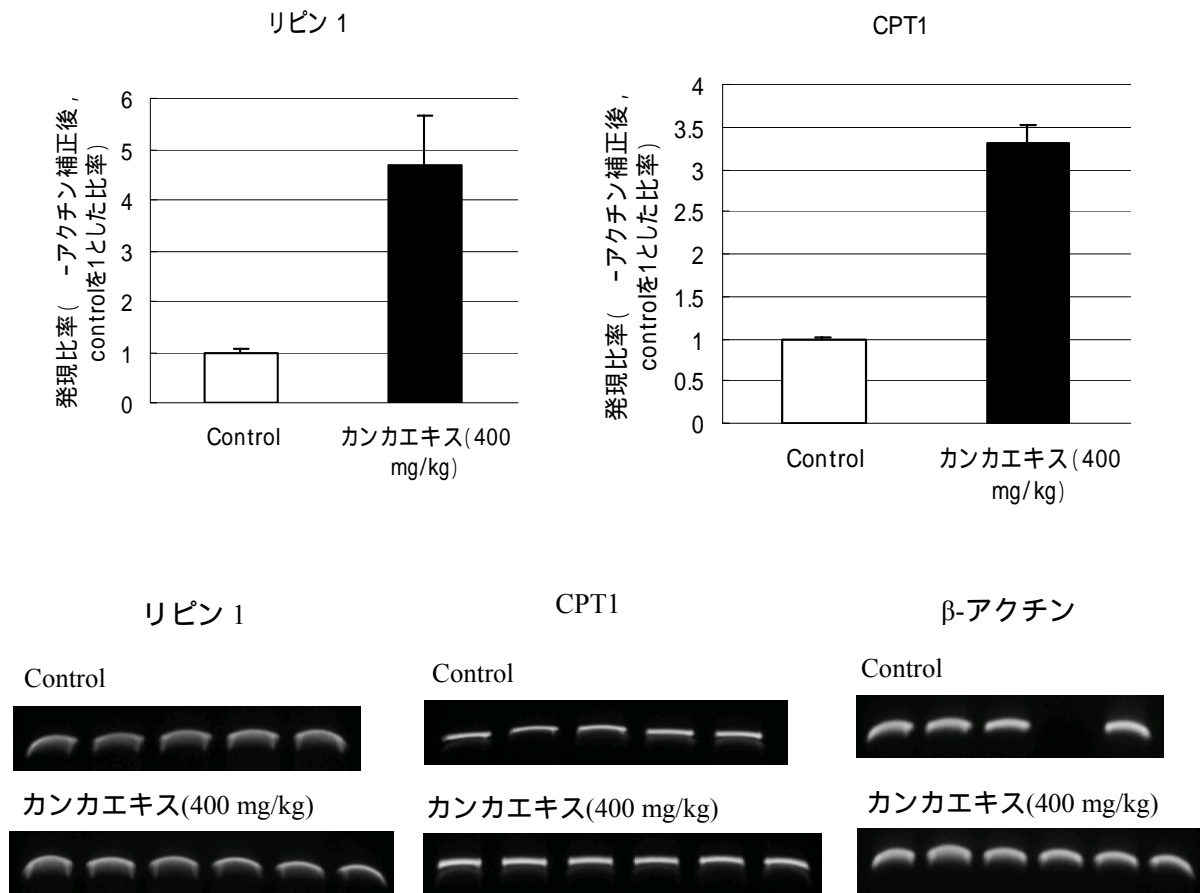 リピン 1
発現比率( -アクチン補正後,
controlを1とした比率)
6
5
4
3
2
1
0
Control
カンカエキス(400
mg/kg)
CPT1
発現比率( -アクチン補正後,
controlを1とした比率)
4
3.5
3
2.5
2
1.5
1
0.5
0
Control
カンカエキス(400
mg/kg)
リピン 1
Control
カンカエキス(400 mg/kg)
CPT1
Control
カンカエキス(400 mg/kg)
β-アクチン
Control
カンカエキス(400 mg/kg)